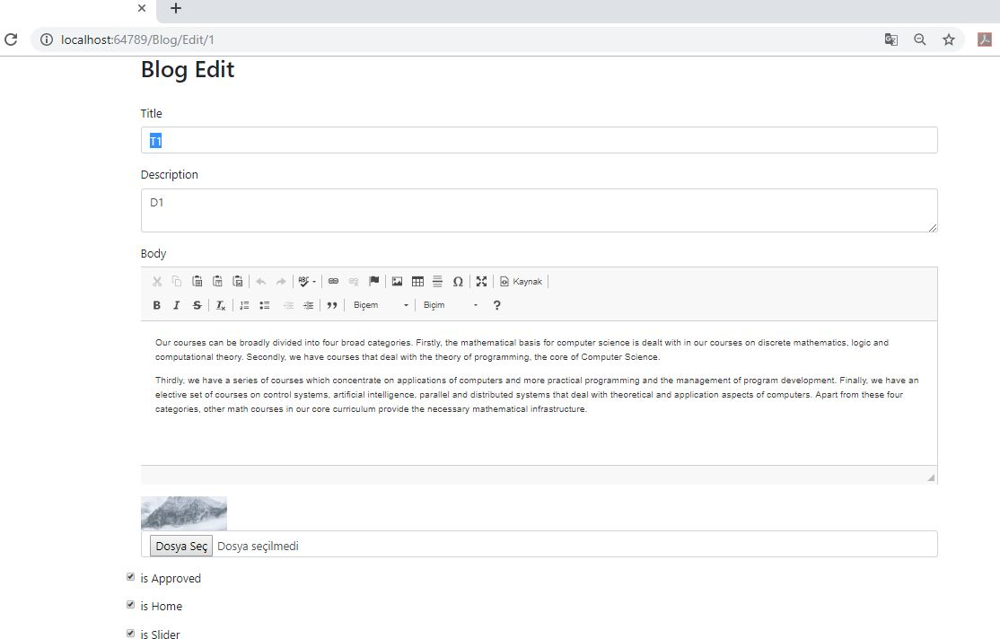 localhost:64789/Blog/Edit/1
Blog Edit
Title
T1
Description
D1
Body
ABC
Ω
Kaynak
B I S Tx
Biçem
Biçim
?
Our courses can be broadly divided into four broad categories. Firstly, the mathematical basis for computer science is dealt with in our courses on discrete mathematics, logic and
computational theory. Secondly, we have courses that deal with the theory of programming, the core of Computer Science.
Thirdly, we have a series of courses which concentrate on applications of computers and more practical programming and the management of program development. Finally, we have an
elective set of courses on control systems, artificial intelligence, parallel and distributed systems that deal with theoretical and application aspects of computers. Apart from these four
categories, other math courses in our core curriculum provide the necessary mathematical infrastructure.
Dosya Seç Dosya seçilmedi
is Approved
is Home
is Slider